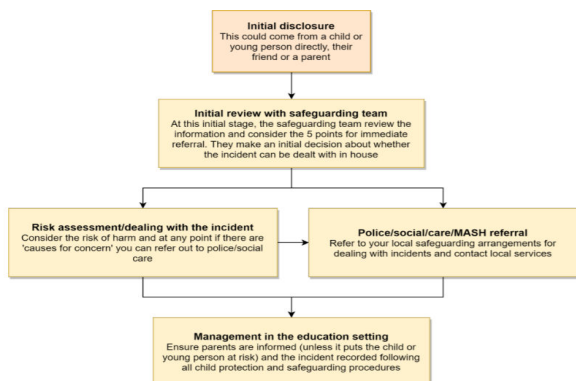 Initial disclosure
This could come from a child or
young person directly, their
friend or a parent
Initial review with safeguarding team
At this initial stage, the safeguarding team review the
information and consider the 5 points for immediate
referral. They make an initial decision about whether
the incident can be dealt with in house
Risk assessment/dealing with the incident
Consider the risk of harm and at any point if there are
'causes for concern' you can refer out to police/social
care
Police/social/care/MASH referral
Refer to your local safeguarding arrangements for
dealing with incidents and contact local services
Management in the education setting
Ensure parents are informed (unless it puts the child or
young person at risk) and the incident recorded following
all child protection and safeguarding procedures